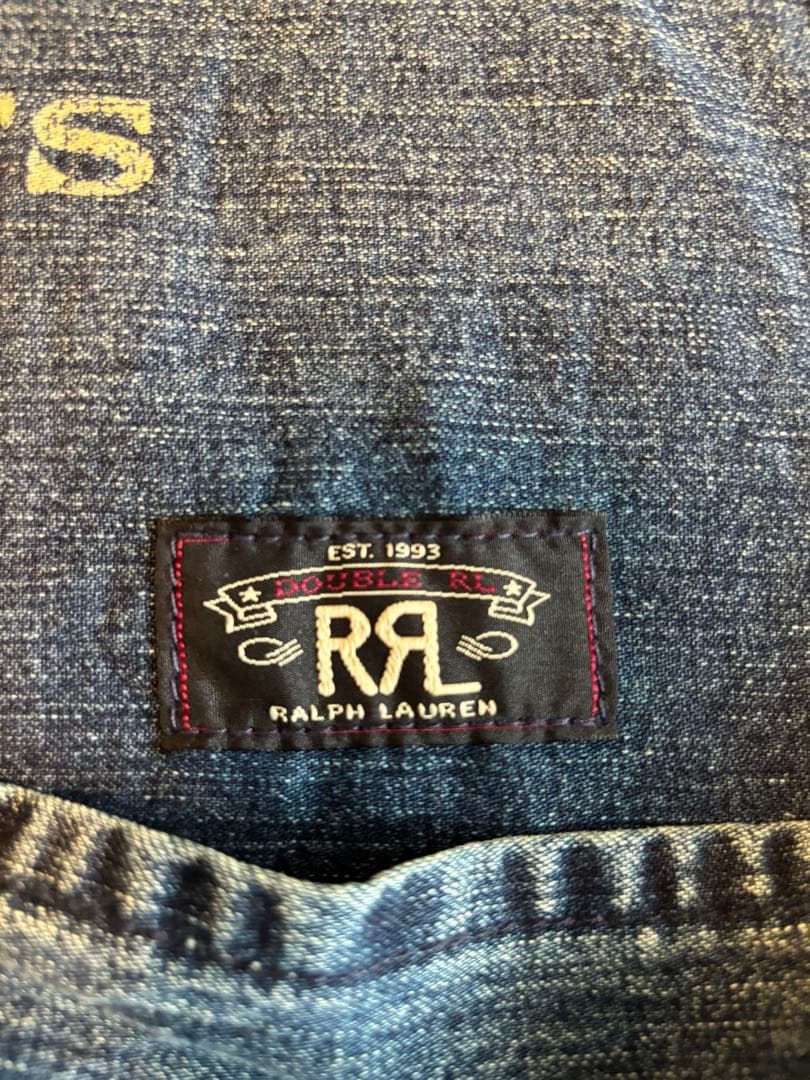 'S
EST. 1993
DOUBLE RL
RRL
RALPH LAUREN